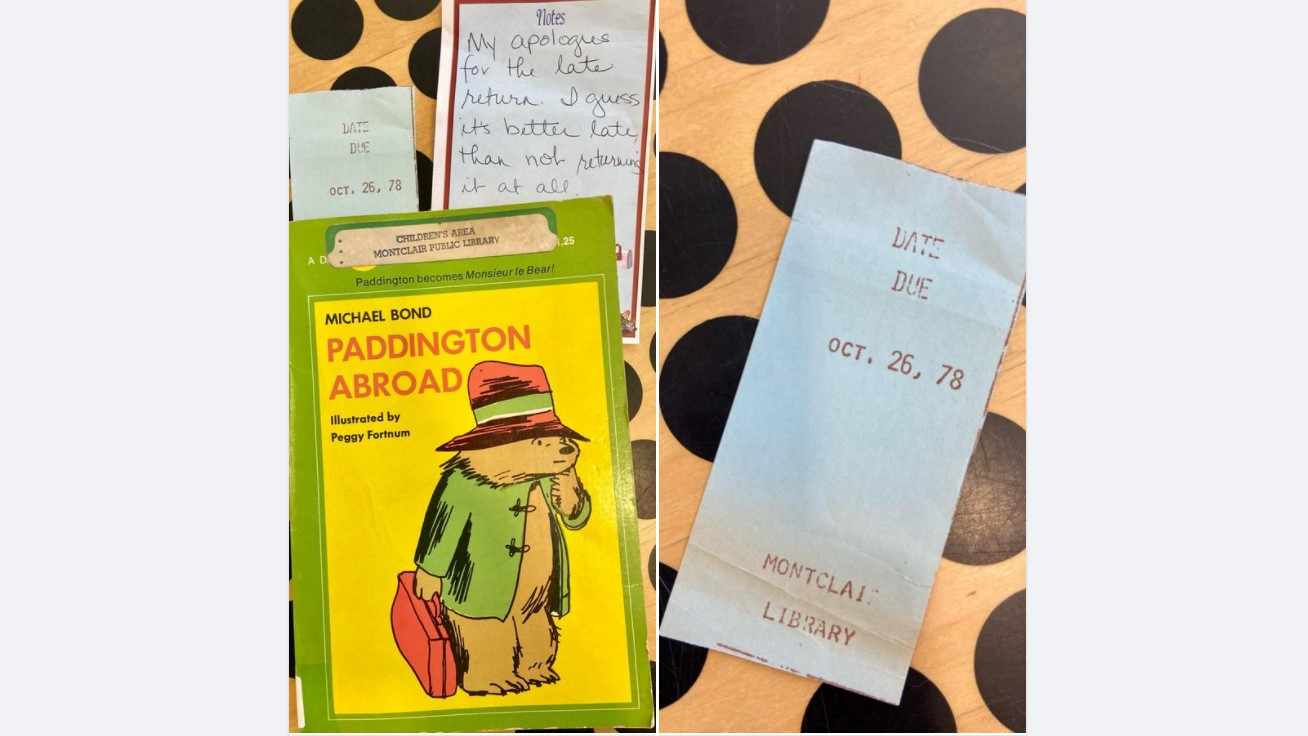 Notes
My apologies
for the late
return. I guess
it's better late,
than not returning
it at all.
DATE
DUE
OCT. 26, 78
CHILDREN'S AREA
MONTCLAIR PUBLIC LIBRARY
A D
.25
Paddington becomes Monsieur le Bear!
MICHAEL BOND
PADDINGTON
ABROAD
Illustrated by
Peggy Fortnum
DATE
DUE
OCT. 26, 78
MONTCLAI
LIBRARY